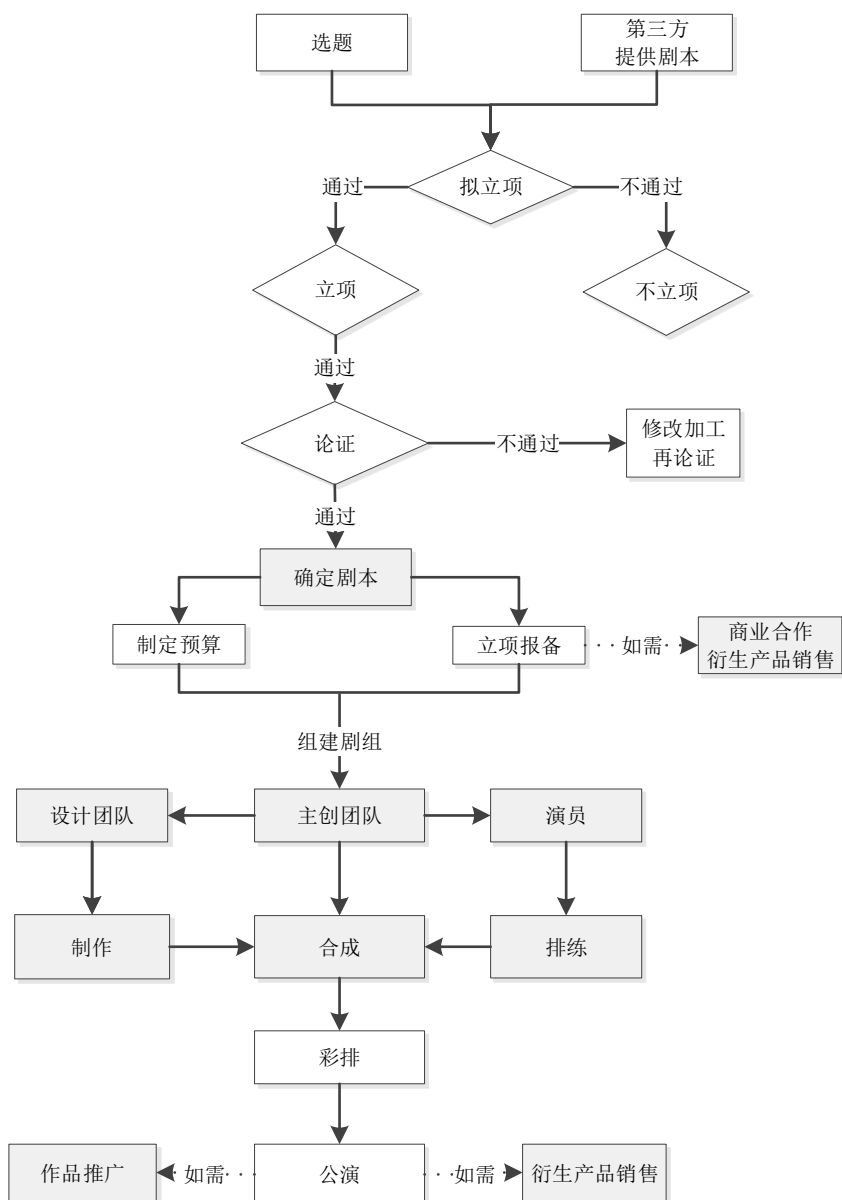 选题
第三方
提供剧本
通过
拟立项
不通过
立项
不立项
通过
论证
不通过
修改加工
再论证
通过
确定剧本
制定预算
立项报备
如需
商业合作
衍生产品销售
组建剧组
设计团队
主创团队
演员
制作
合成
排练
彩排
作品推广
如需
公演
如需
衍生产品销售